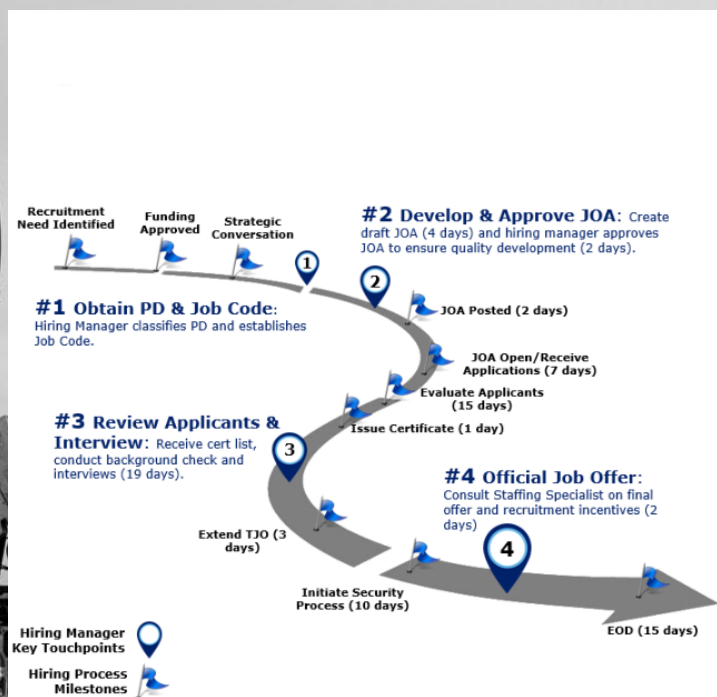 Recruitment
Need Identified
Funding
Approved
Strategic
Conversation
1
#2 Develop & Approve JOA: Create
draft JOA (4 days) and hiring manager approves
JOA to ensure quality development (2 days).
2
#1 Obtain PD & Job Code:
Hiring Manager classifies PD and establishes
Job Code.
JOA Posted (2 days)
JOA Open/Receive
Applications (7 days)
Evaluate Applicants
(15 days)
Issue Certificate (1 day)
#3 Review Applicants &
Interview: Receive cert list,
conduct background check and
interviews (19 days).
3
#4 Official Job Offer:
Consult Staffing Specialist on final
offer and recruitment incentives (2
days)
4
Extend TJO (3
days)
Initiate Security
Process (10 days)
EOD (15 days)
Hiring Manager
Key Touchpoints
Hiring Process
Milestones